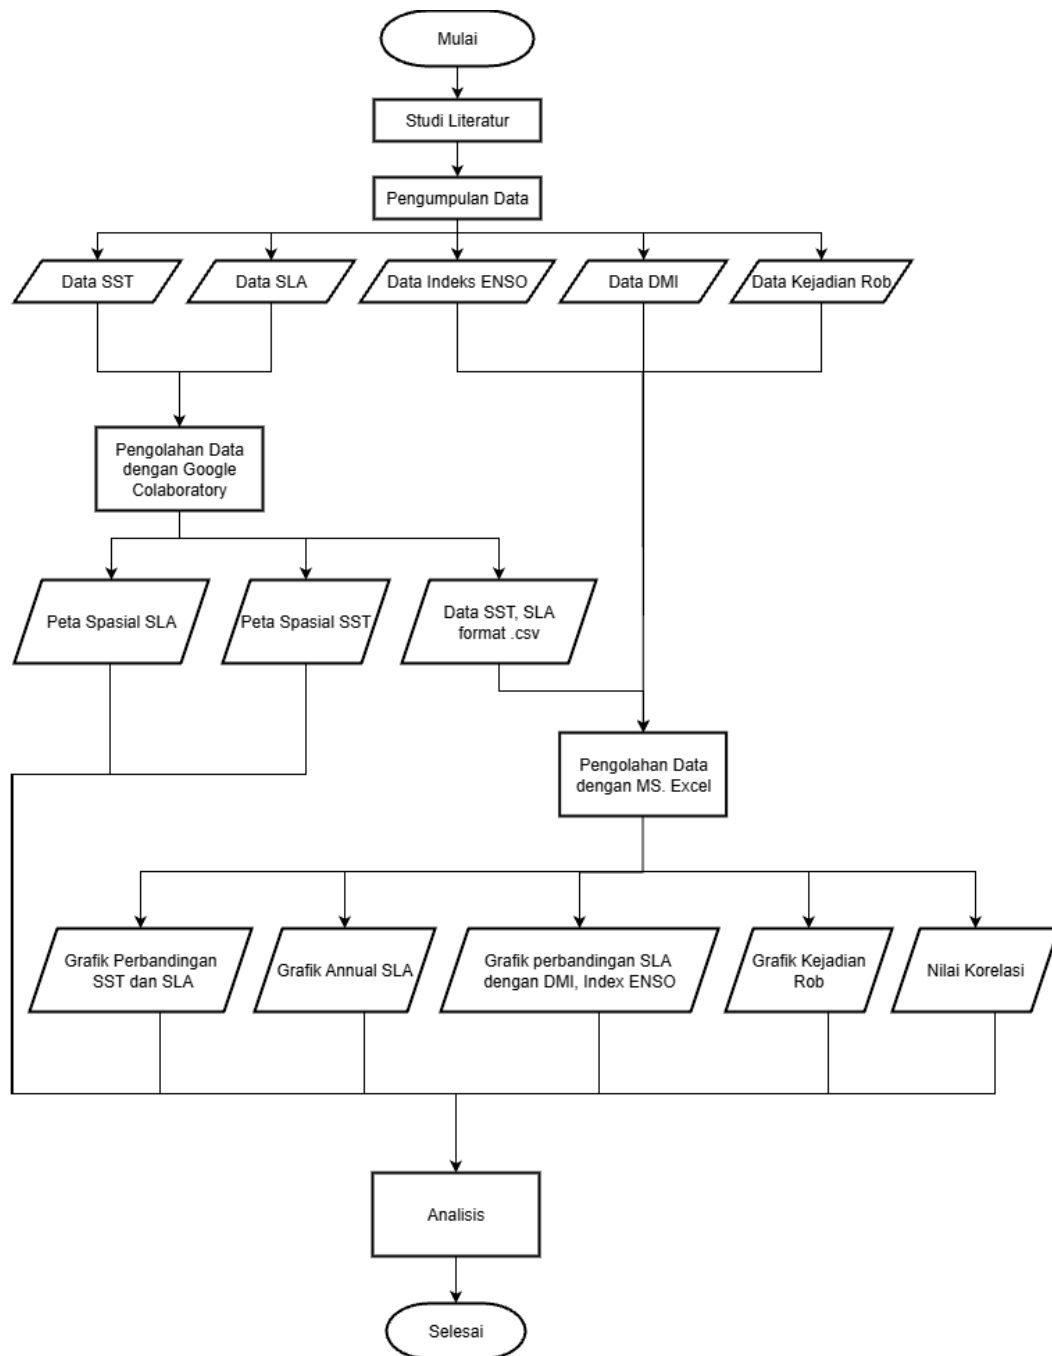 Mulai
Studi Literatur
Pengumpulan Data
Data SST
Data SLA
Data Indeks ENSO
Data DMI
Data Kejadian Rob
Pengolahan Data
dengan Google
Colaboratory
Peta Spasial SLA
Peta Spasial SST
Data SST, SLA
format .csv
Pengolahan Data
dengan MS. Excel
Grafik Perbandingan
SST dan SLA
Grafik Annual SLA
Grafik perbandingan SLA
dengan DMI, Index ENSO
Grafik Kejadian
Rob
Nilai Korelasi
Analisis
Selesai